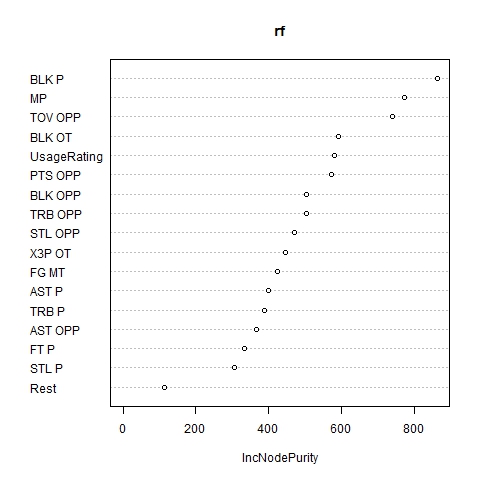 rf
BLK P
MP
TOV OPP
BLK OT
UsageRating
PTS OPP
BLK OPP
TRB OPP
STL OPP
X3P OT
FG MT
AST P
TRB P
AST OPP
FT P
STL P
Rest
0 200 400 600 800
IncNodePurity